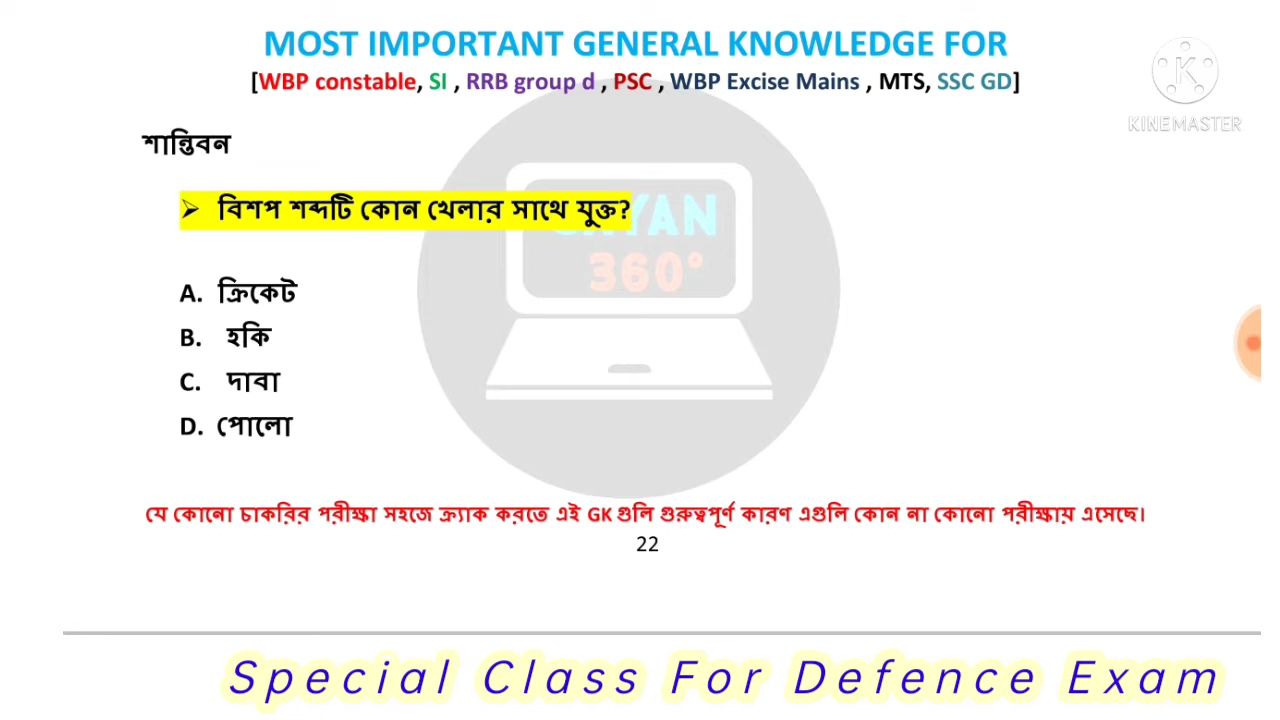 MOST IMPORTANT GENERAL KNOWLEDGE FOR
[WBP constable, SI , RRB group d , PSC , WBP Excise Mains , MTS, SSC GD]
KINEMASTER
শান্তিবন
➢ বিশপ শব্দটি কোন খেলার সাথে যুক্ত?
360°
A. ক্রিকেট
B. হকি
C. দাবা
D. পোলো
যে কোনো চাকরির পরীক্ষা সহজে ক্র্যাক করতে এই GK গুলি গুরুত্বপূর্ণ কারণ এগুলি কোন না কোনো পরীক্ষায় এসেছে।
22
Special Class For Defence Exam